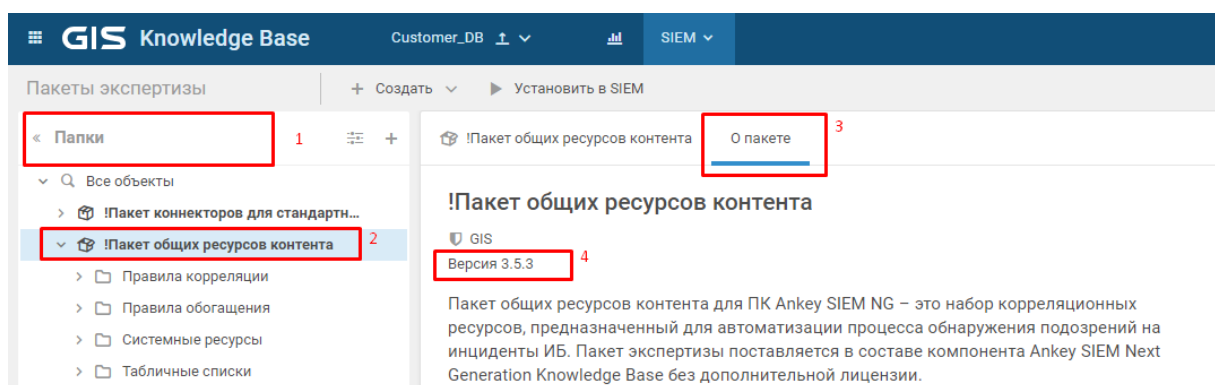 GIS Knowledge Base
Customer_DB
SIEM
Пакеты экспертизы
+ Создать
Установить в SIEM
« Папки
1
+
Все объекты
!Пакет коннекторов для стандартн...
!Пакет общих ресурсов контента
2
Правила корреляции
Правила обогащения
Системные ресурсы
Табличные списки
!Пакет общих ресурсов контента
О пакете
3
!Пакет общих ресурсов контента
GIS
Версия 3.5.3
4
Пакет общих ресурсов контента для ПК Ankey SIEM NG – это набор корреляционных
ресурсов, предназначенный для автоматизации процесса обнаружения подозрений на
инциденты ИБ. Пакет экспертизы поставляется в составе компонента Ankey SIEM Next
Generation Knowledge Base без дополнительной лицензии.